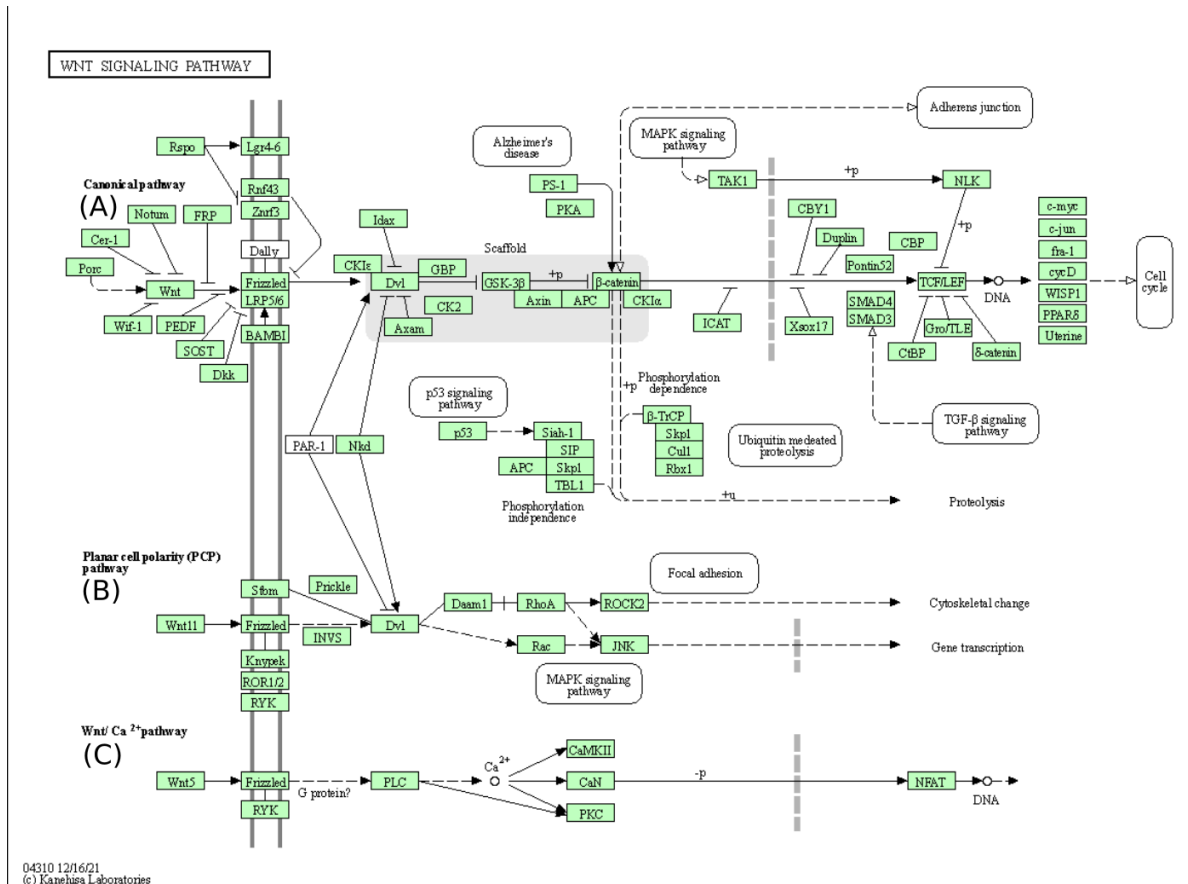 WNT SIGNALING PATHWAY
Adherens junction
Alzheimer's
disease
MAPK signaling
pathway
Rspo
Lgr4-6
TAK1
+p
NLK
PS-1
PKA
Canonical pathway
(A)
Rnf43
Znrf3
Notum
FRP
Idax
CBY1
Duplin
CBP
+p
c-myc
c-jun
fra-1
cycD
WISP1
PPARδ
Uterine
Cell
cycle
Cer-1
Dally
Scaffold
Porc
CKIε
GBP
Pontin52
Wnt
Frizzled
LRP5/6
Dvl
GSK-3β
+p
β-catenin
Axin
APC
CKIα
TCF/LEF
DNA
CK2
SMAD4
SMAD3
Wif-1
PEDF
BAMBI
Axam
ICAT
Xsox17
Gro/TLE
SOST
CtBP
δ-catenin
Dkk
p53 signaling
pathway
+p
Phosphorylation
dependence
TGF-β signaling
pathway
β-TrCP
Skp1
Cul1
Rbx1
Ubiquitin mediated
proteolysis
PAR-1
Nkd
p53
Siah-1
SIP
APC
Skp1
TBL1
+u
Proteolysis
Phosphorylation
independence
Planar cell polarity (PCP)
pathway
(B)
Stbm
Prickle
Focal adhesion
Daam1
RhoA
ROCK2
Cytoskeletal change
Wnt11
Frizzled
INVS
Dvl
Rac
JNK
Gene transcription
Knypek
ROR1/2
RYK
MAPK signaling
pathway
Wnt/ Ca 2+ pathway
(C)
Ca2+
CaMKII
Wnt5
Frizzled
G protein?
PLC
CaN
-p
NFAT
DNA
RYK
PKC
04310 12/16/21
(c) Kanehisa Laboratories